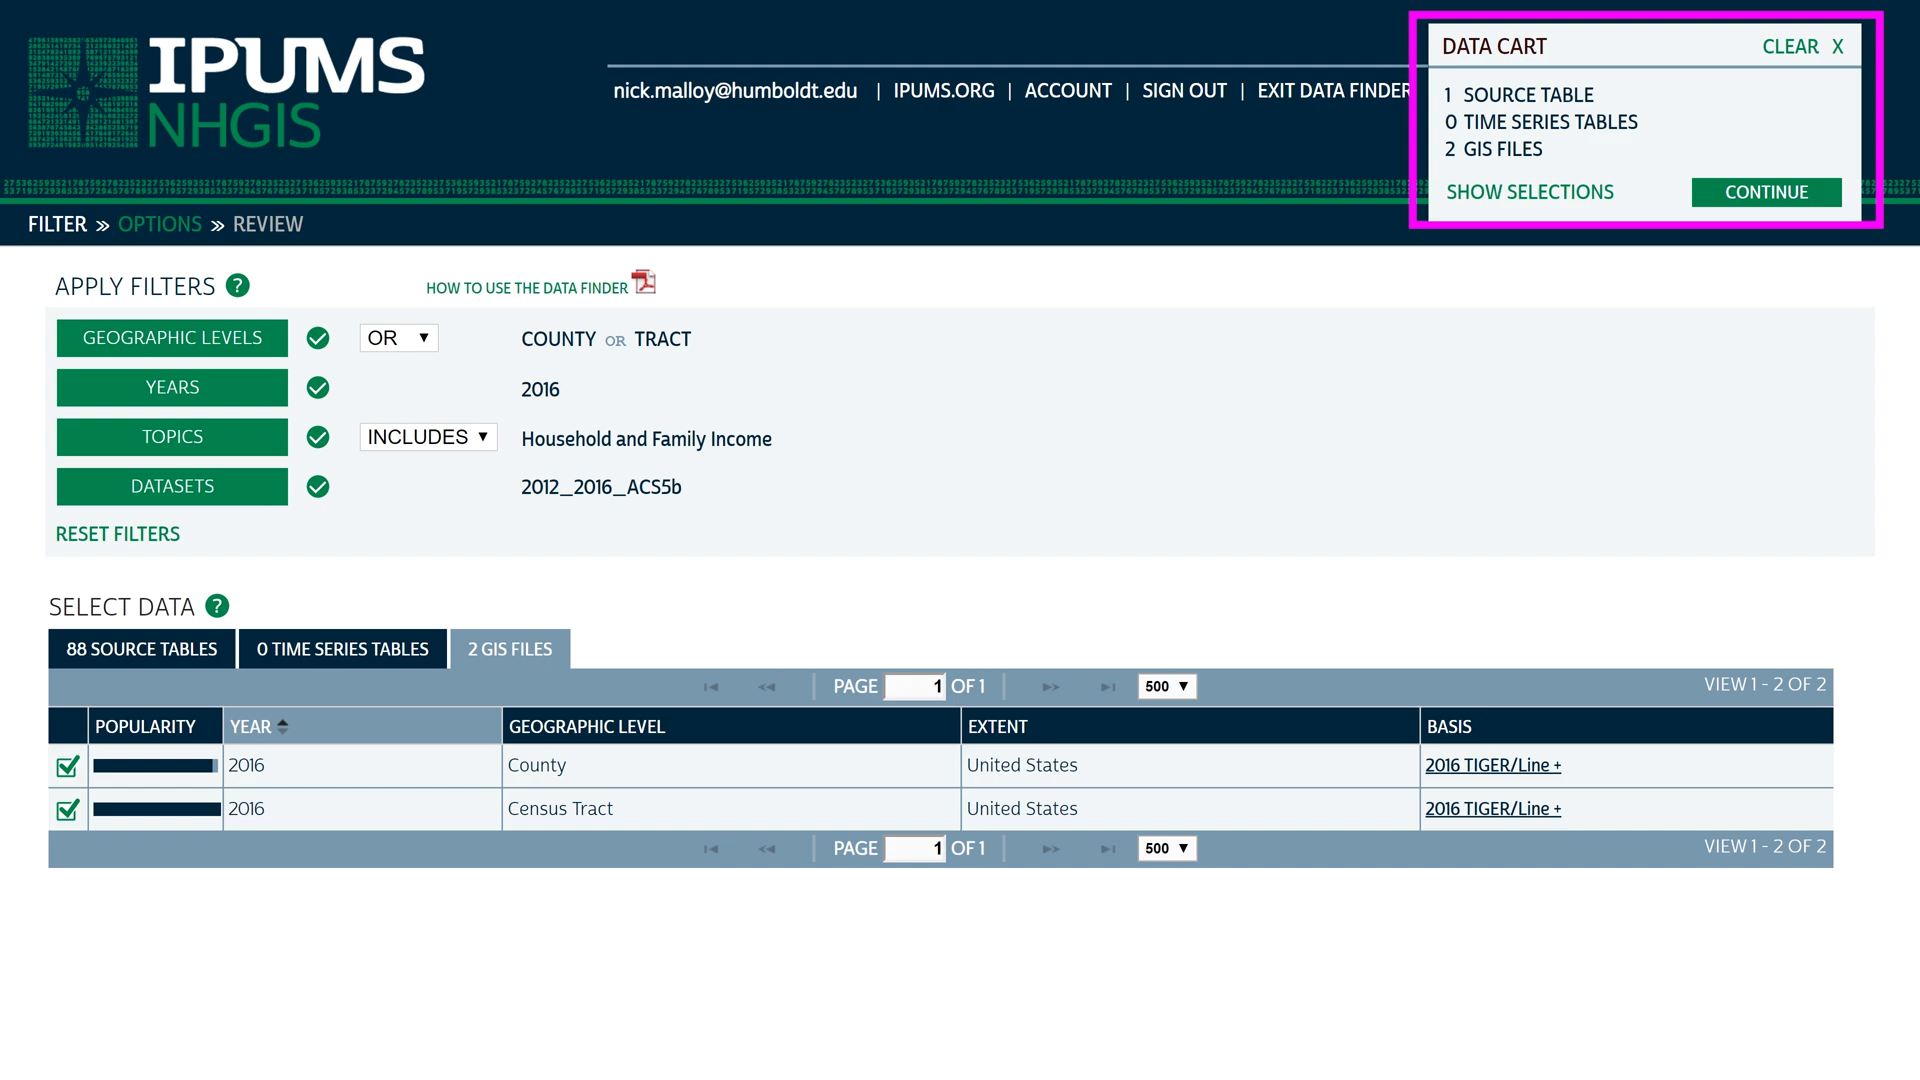 IPUMS
NHGIS
nick.malloy@humboldt.edu | IPUMS.ORG | ACCOUNT | SIGN OUT | EXIT DATA FINDER
DATA CART
CLEAR X
1 SOURCE TABLE
0 TIME SERIES TABLES
2 GIS FILES
SHOW SELECTIONS
CONTINUE
FILTER » OPTIONS » REVIEW
APPLY FILTERS ?
HOW TO USE THE DATA FINDER
GEOGRAPHIC LEVELS OR ▼ COUNTY OR TRACT
YEARS 2016
TOPICS INCLUDES ▼ Household and Family Income
DATASETS 2012_2016_ACS5b
RESET FILTERS
SELECT DATA ?
88 SOURCE TABLES 0 TIME SERIES TABLES 2 GIS FILES
PAGE 1 OF 1 500 ▼ VIEW 1 - 2 OF 2
POPULARITY YEAR GEOGRAPHIC LEVEL EXTENT BASIS
2016 County United States 2016 TIGER/Line +
2016 Census Tract United States 2016 TIGER/Line +
PAGE 1 OF 1 500 ▼ VIEW 1 - 2 OF 2